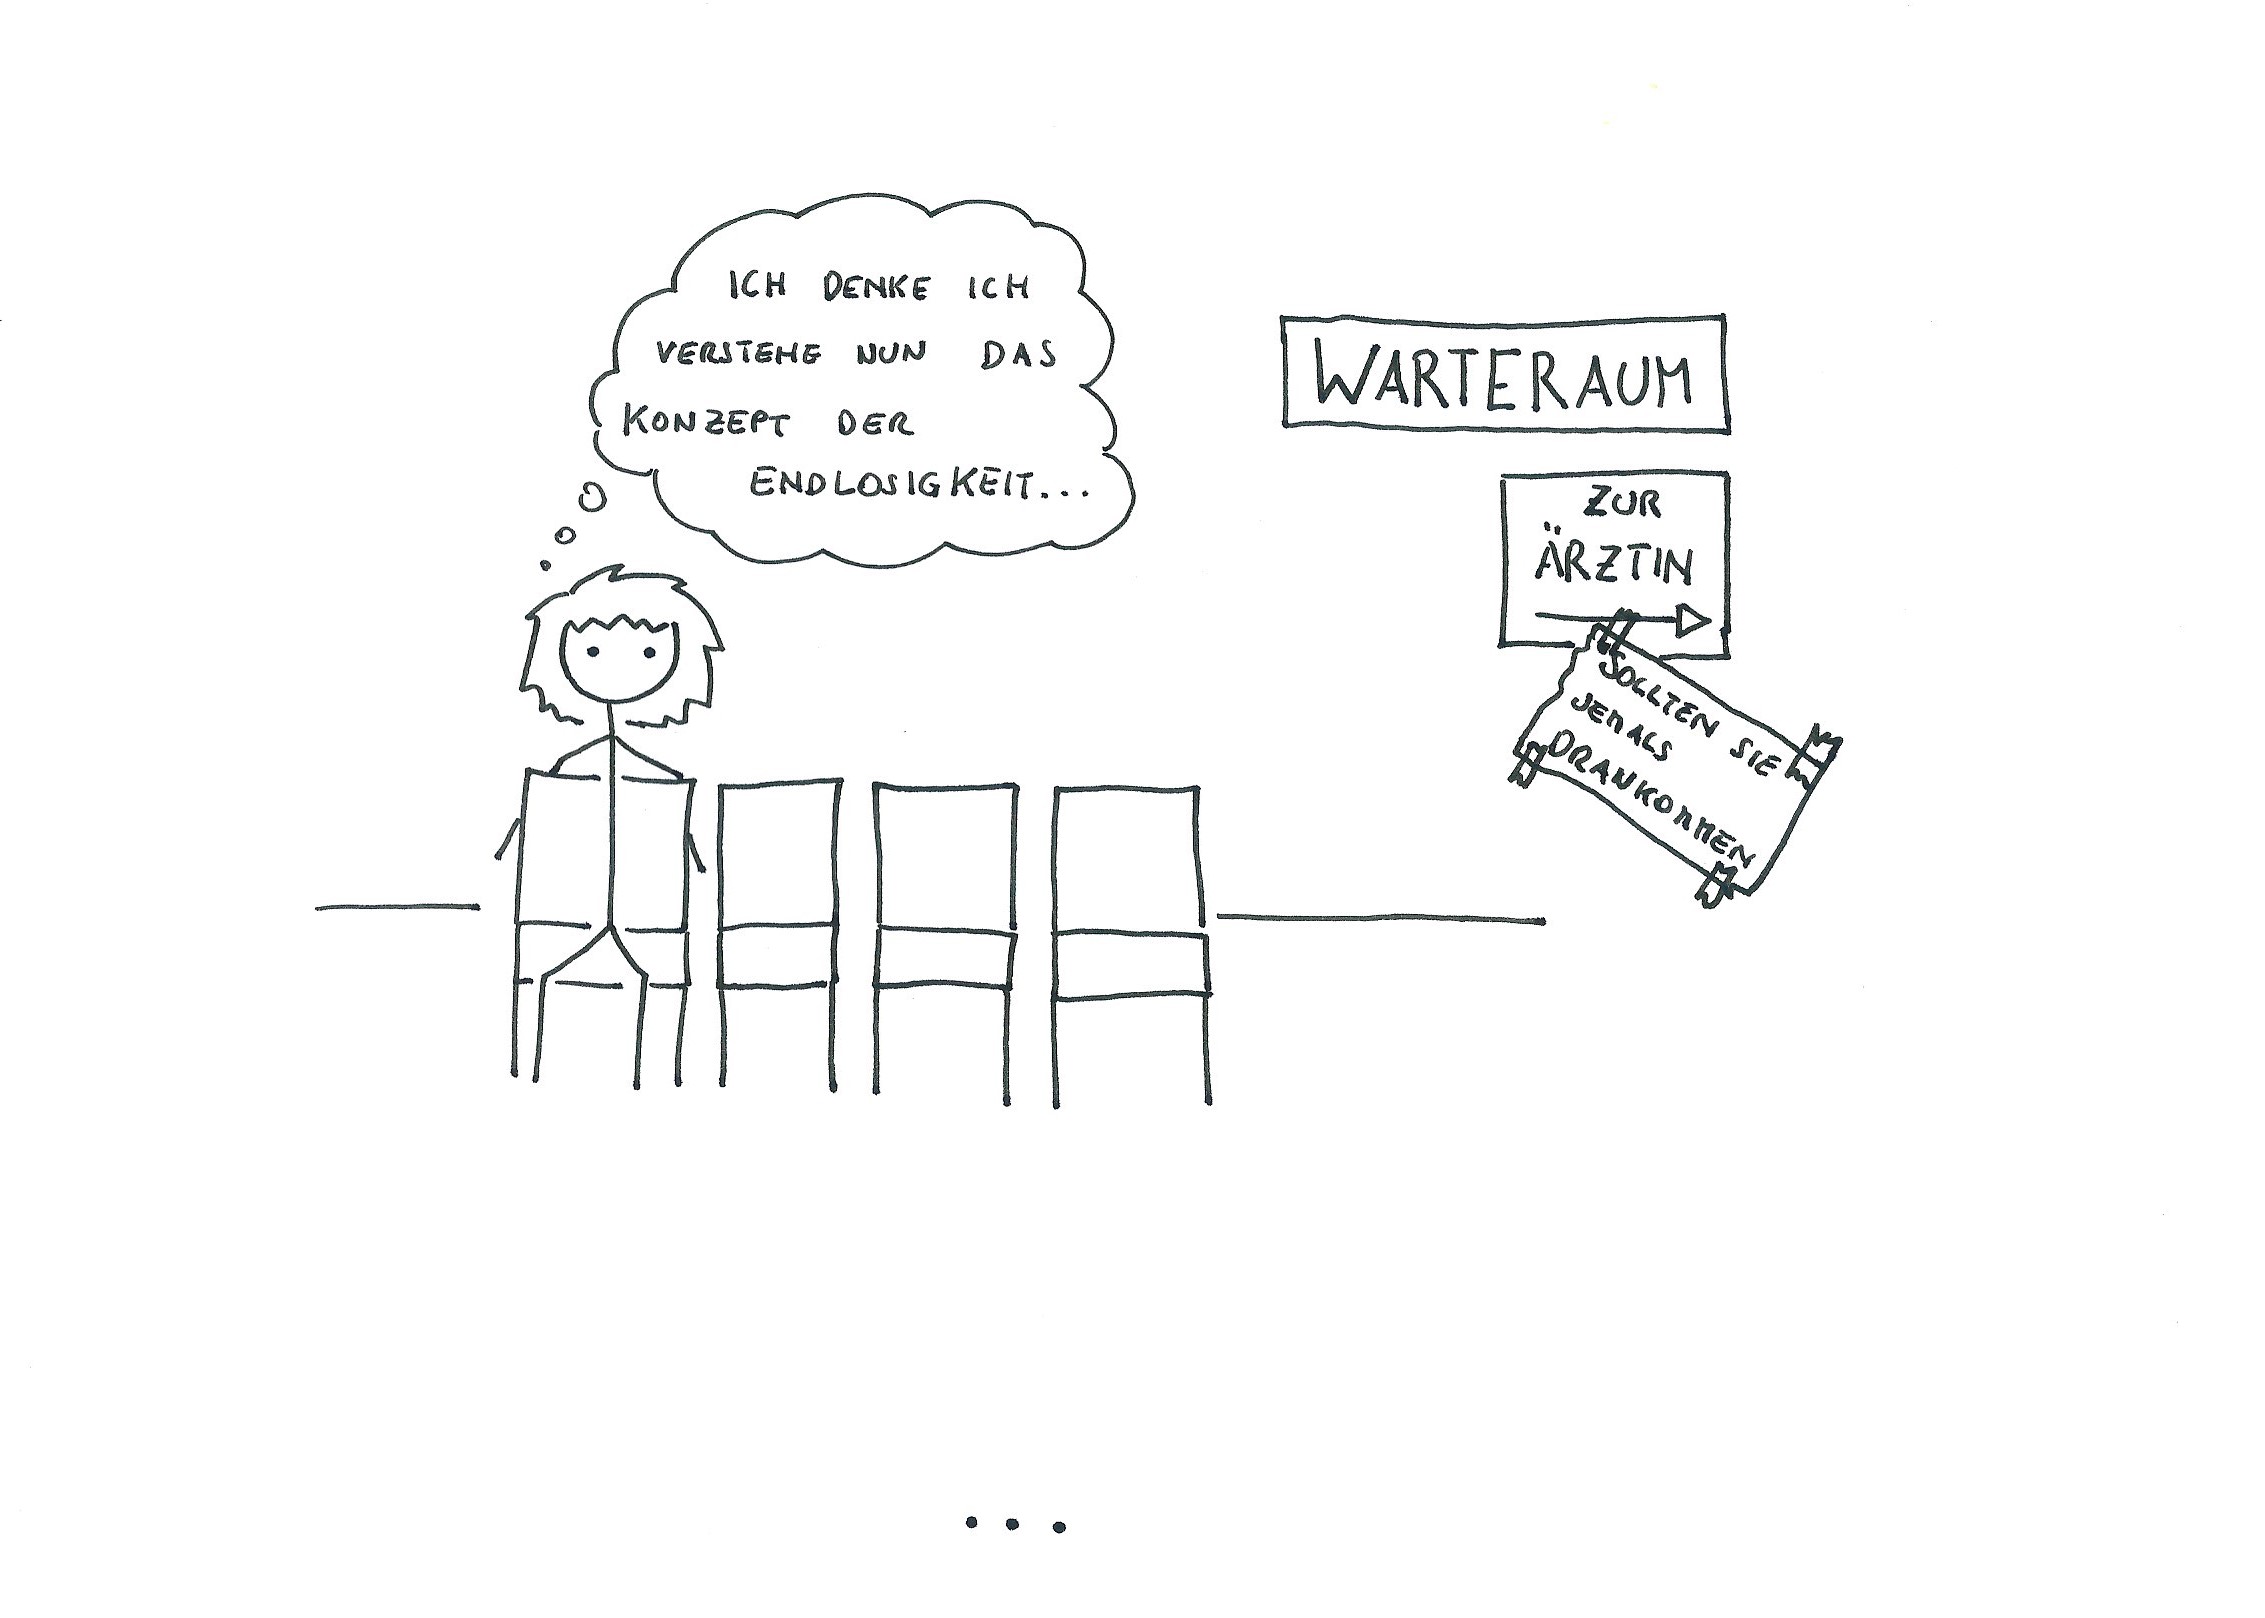 ICH DENKE ICH
VERSTEHE NUN DAS
KONZEPT DER
ENDLOSIGKEIT...
WARTERAUM
ZUR
ÄRZTIN
SOLLTEN SIE
JEMALS
DRANKOMMEN
...